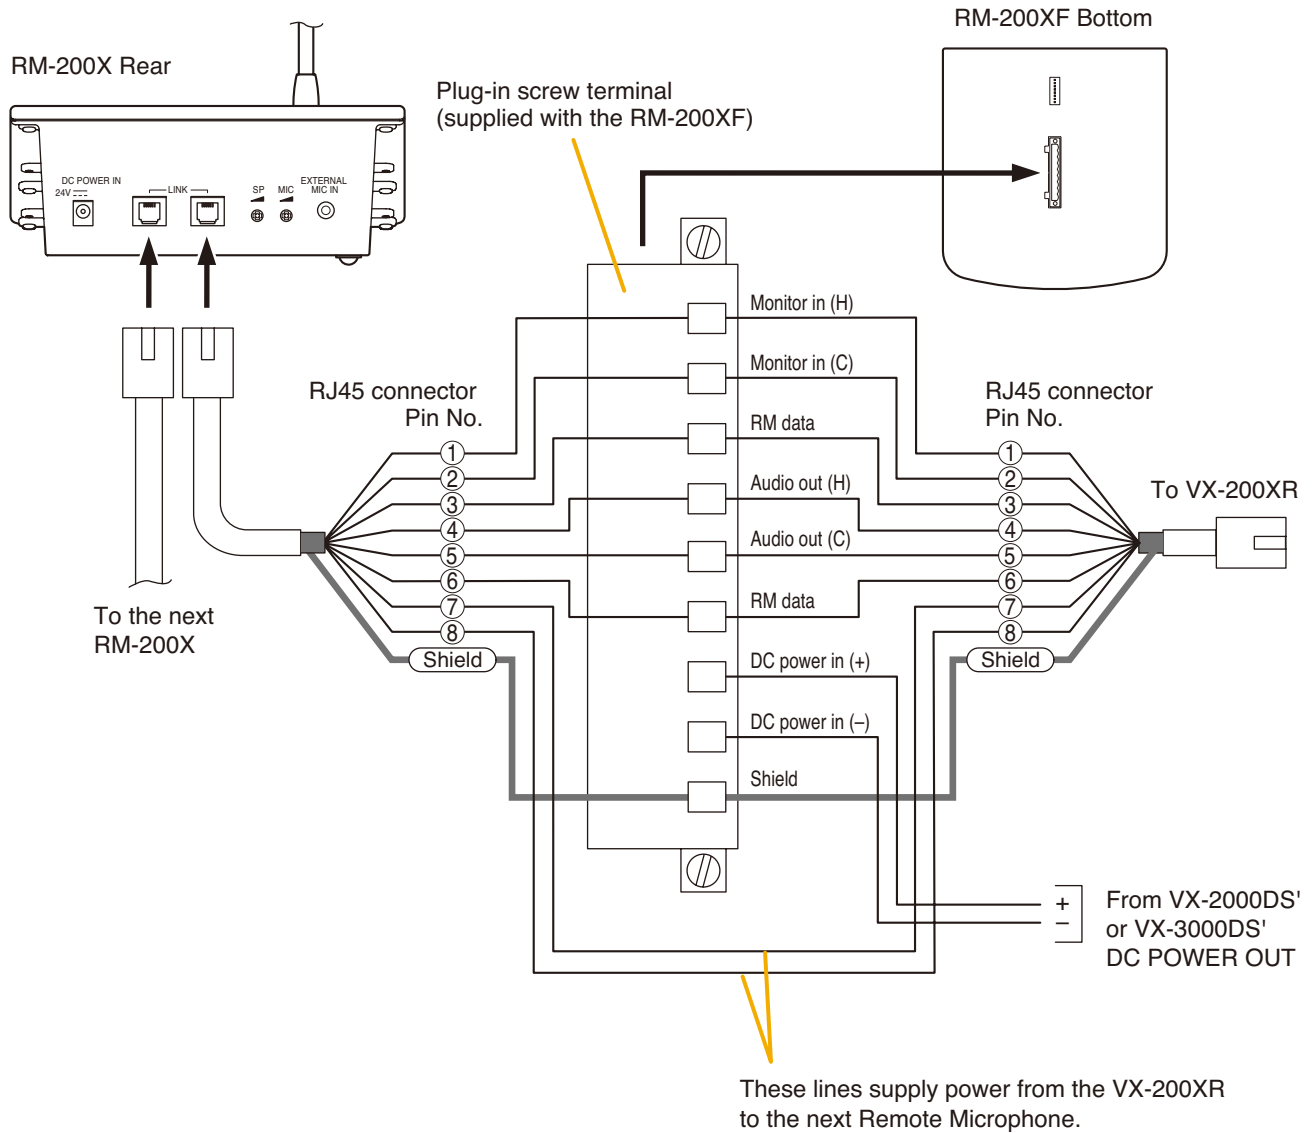 RM-200XF Bottom
RM-200X Rear
Plug-in screw terminal
(supplied with the RM-200XF)
DC POWER IN
24V
LINK
SP
MIC
EXTERNAL
MIC IN
Monitor in (H)
Monitor in (C)
RM data
Audio out (H)
Audio out (C)
RM data
DC power in (+)
DC power in (–)
Shield
RJ45 connector
Pin No.
1
2
3
4
5
6
7
8
Shield
RJ45 connector
Pin No.
1
2
3
4
5
6
7
8
Shield
To VX-200XR
To the next
RM-200X
+
–
From VX-2000DS'
or VX-3000DS'
DC POWER OUT
These lines supply power from the VX-200XR
to the next Remote Microphone.